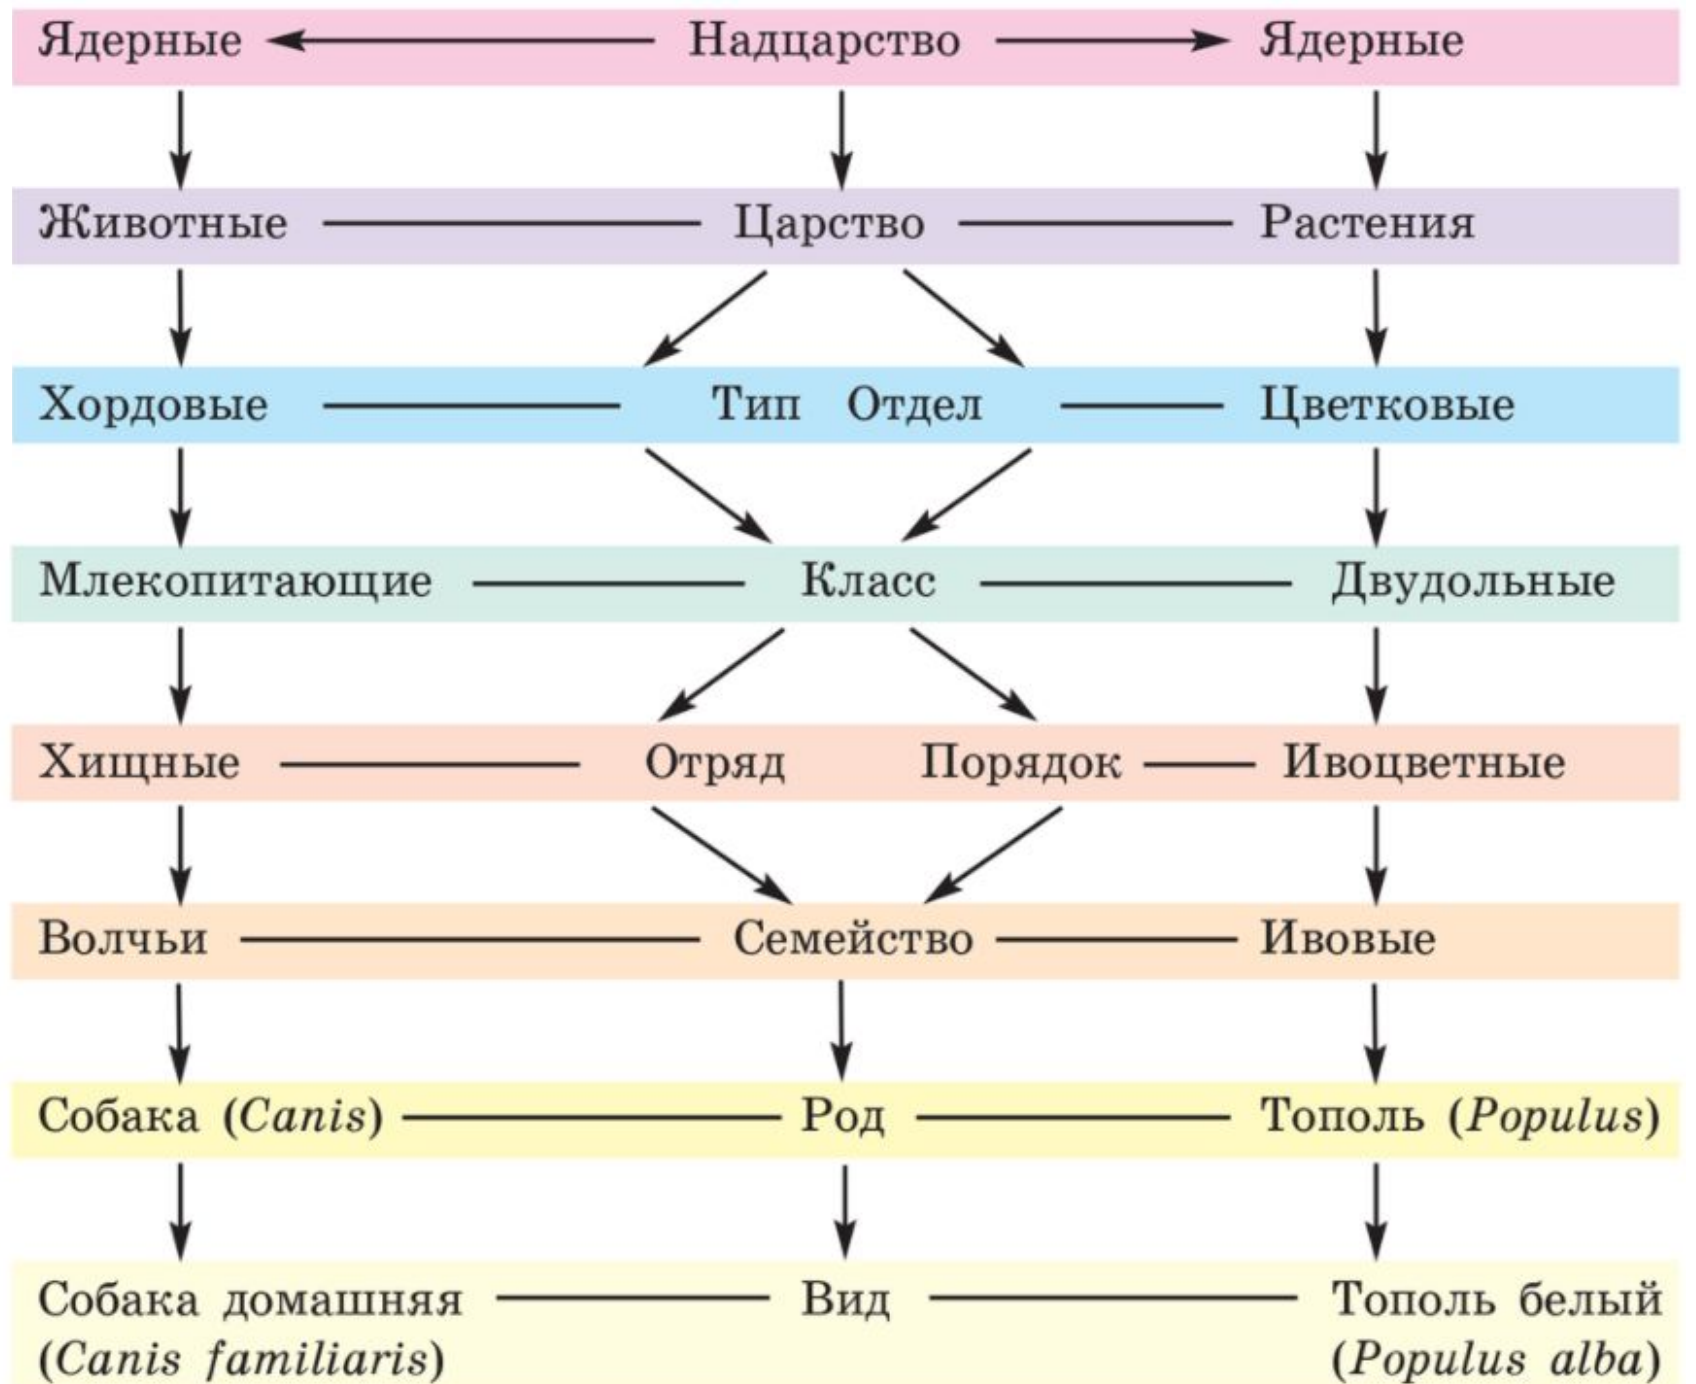 Ядерные Надцарство Ядерные
Животные Царство Растения
Хордовые Тип Отдел Цветковые
Млекопитающие Класс Двудольные
Хищные Отряд Порядок Ивоцветные
Волчьи Семейство Ивовые
Собака (Canis) Род Тополь (Populus)
Собака домашняя Вид Тополь белый
(Canis familiaris) (Populus alba)